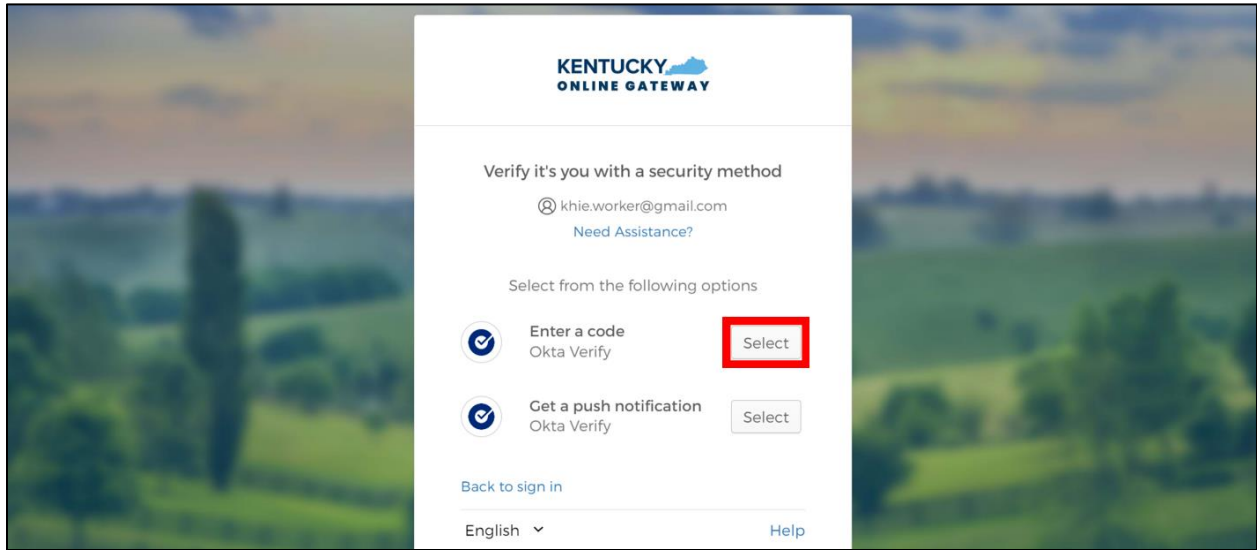 KENTUCKY
ONLINE GATEWAY
Verify it's you with a security method
khie.worker@gmail.com
Need Assistance?
Select from the following options
Enter a code
Okta Verify
Select
Get a push notification
Okta Verify
Select
Back to sign in
English
Help